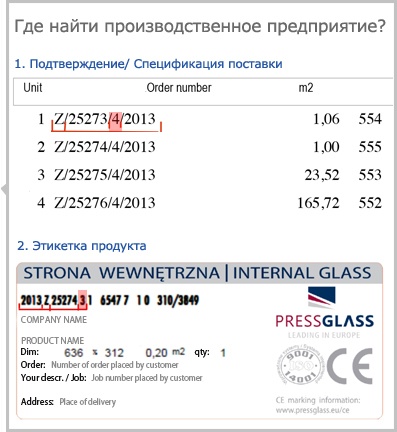 Где найти производственное предприятие?
1. Подтверждение/ Спецификация поставки
Unit Order number m2
1 Z/25273/4/2013 1,06 554
2 Z/25274/4/2013 1,00 555
3 Z/25275/4/2013 23,52 553
4 Z/25276/4/2013 165,72 552
2. Этикетка продукта
STRONA WEWNĘTRZNA | INTERNAL GLASS
2013 Z 25274 3 1 6547 7 1 0 310/3849
COMPANY NAME
PRESSGLASS
LEADING IN EUROPE
PRODUCT NAME
Dim: 636 x 312 0,20 m2 qty: 1
Order: Number of order placed by customer
Your descr. / Job: Job number placed by customer
Address: Place of delivery
9001
ISO
14001
CE
CE marking information:
www.pressglass.eu/ce